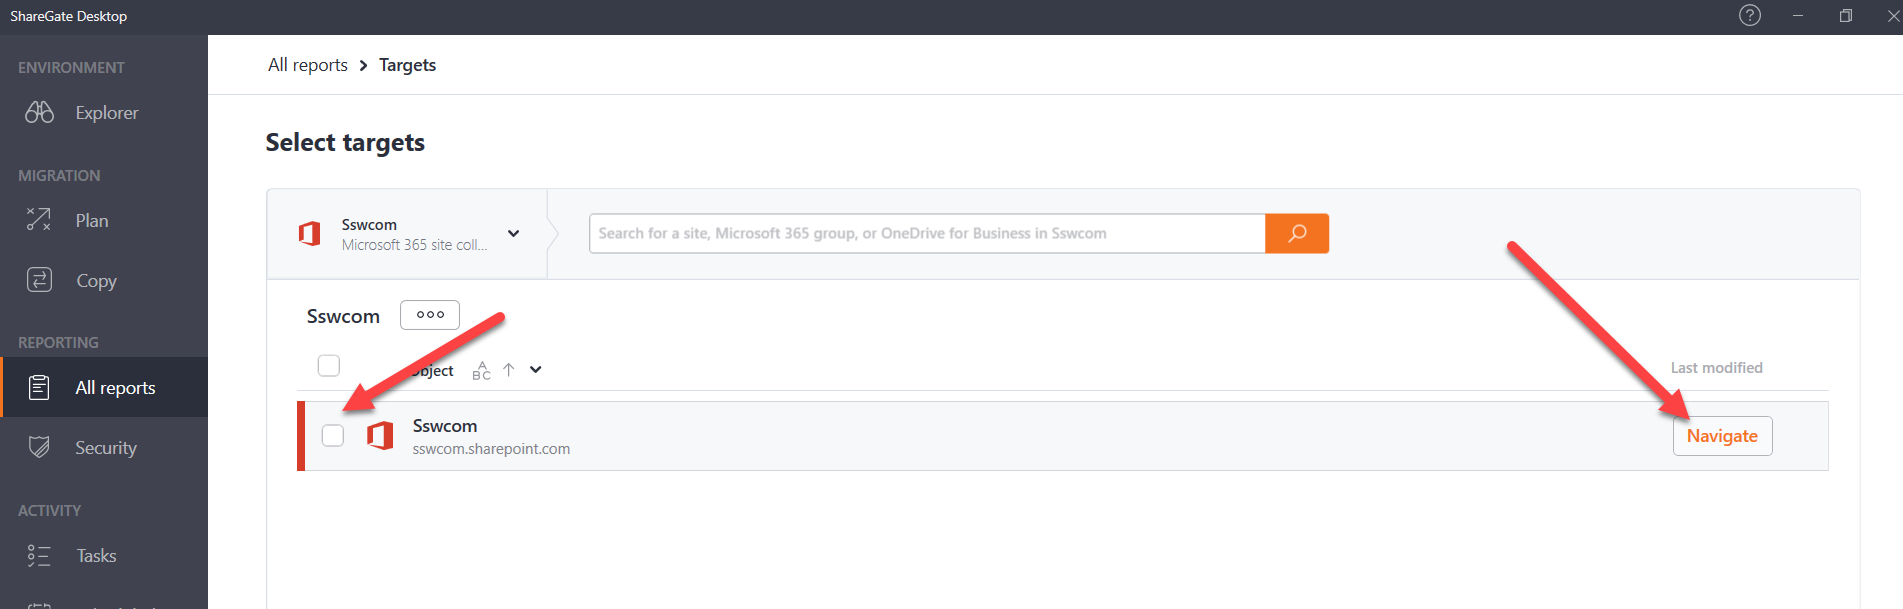 ShareGate Desktop
ENVIRONMENT
Explorer
MIGRATION
Plan
Copy
REPORTING
All reports
Security
ACTIVITY
Tasks
All reports > Targets
Select targets
Sswcom
Microsoft 365 site coll...
Search for a site, Microsoft 365 group, or OneDrive for Business in Sswcom
Sswcom
Object
ABC
Last modified
Sswcom
sswcom.sharepoint.com
Navigate